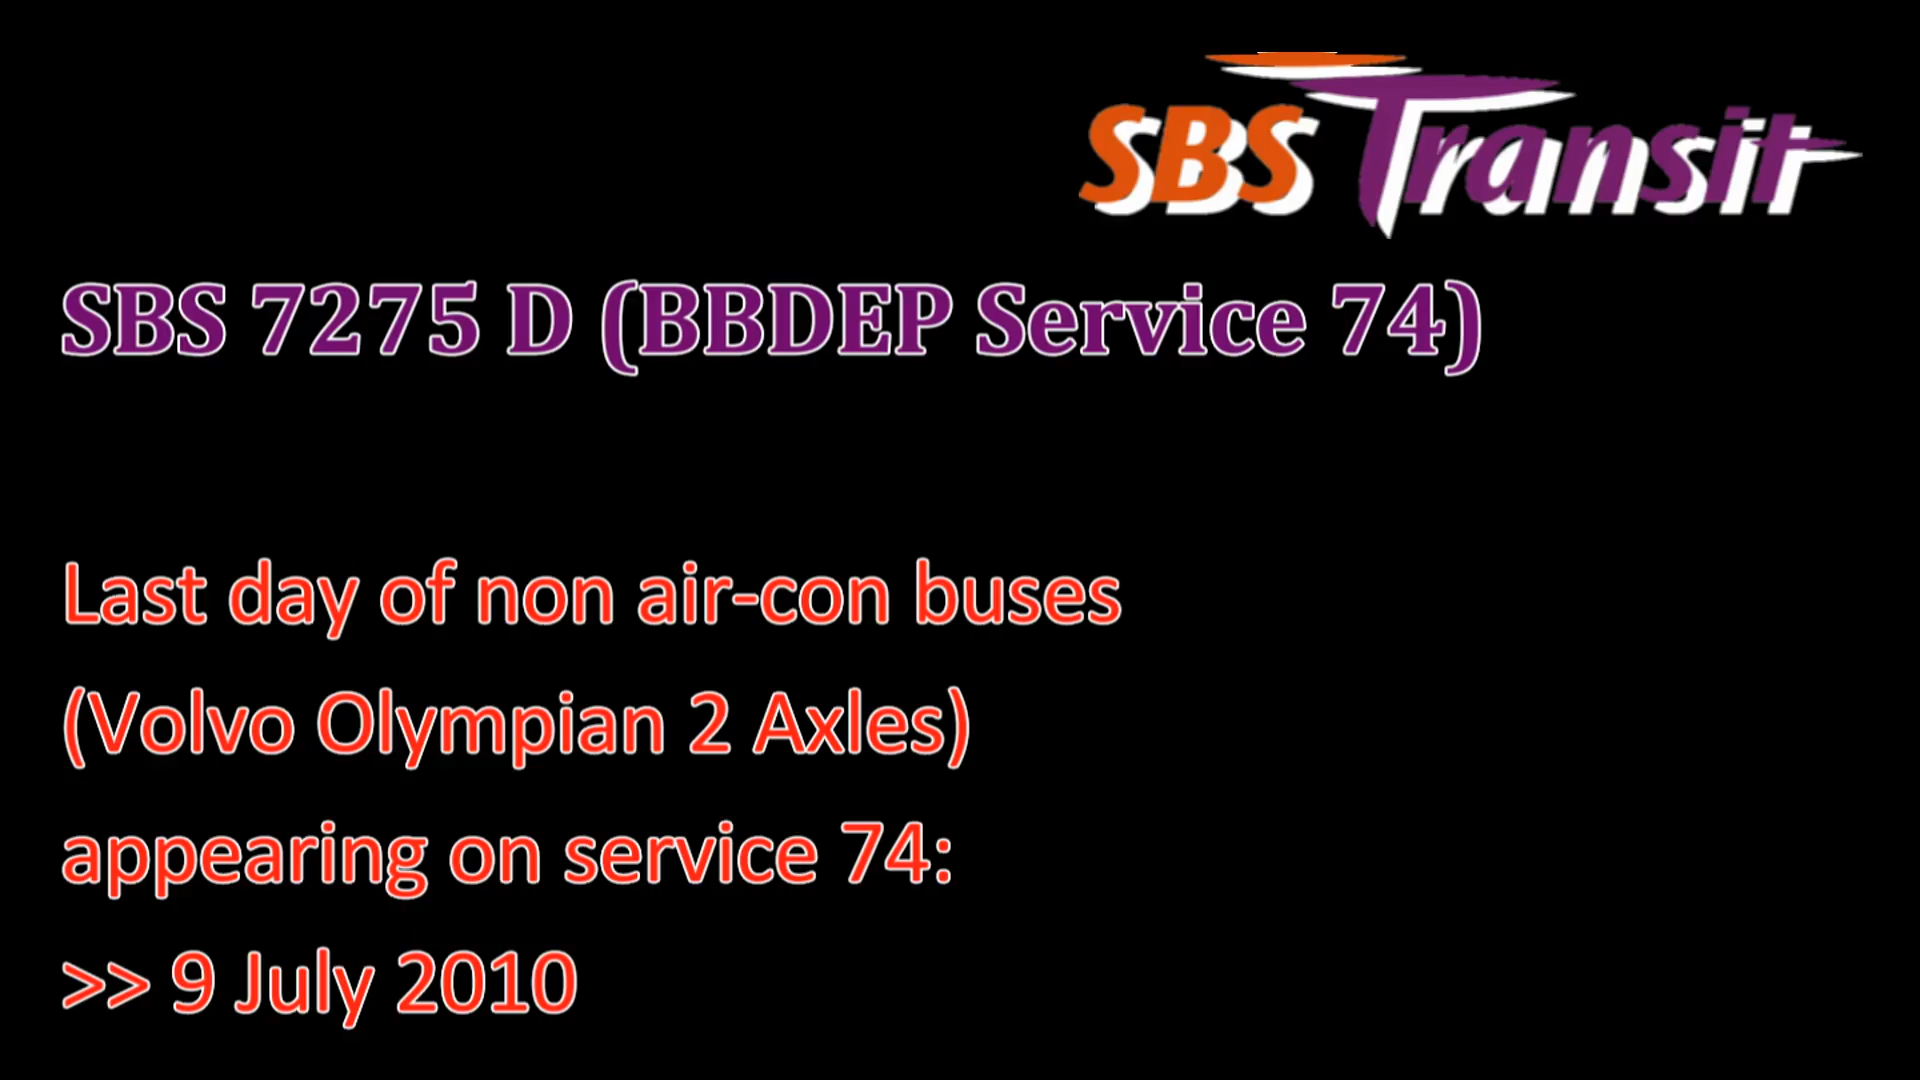 SBS Transit
SBS 7275 D (BBDEP Service 74)
Last day of non air-con buses
(Volvo Olympian 2 Axles)
appearing on service 74:
>> 9 July 2010